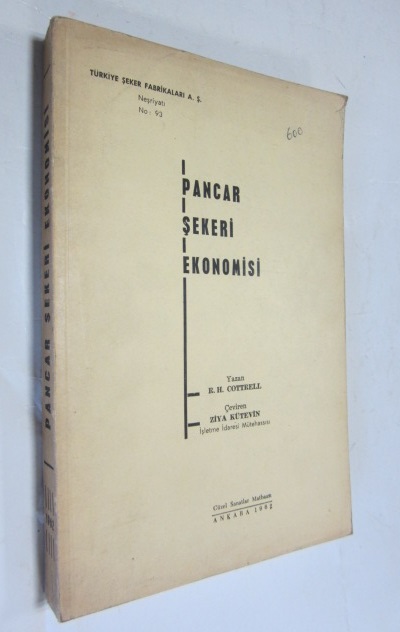 TÜRKİYE ŞEKER FABRİKALARI A. Ş.
Neşriyatı
No: 93
600
PANCAR
ŞEKERİ
EKONOMİSİ
Yazan
R. H. COTTRELL
Çeviren
ZİYA KÜTEVİN
İşletme İdaresi Mütehassısı
Güzel Sanatlar Matbaası
ANKARA 1962
PANCAR ŞEKERİ EKONOMİSİ